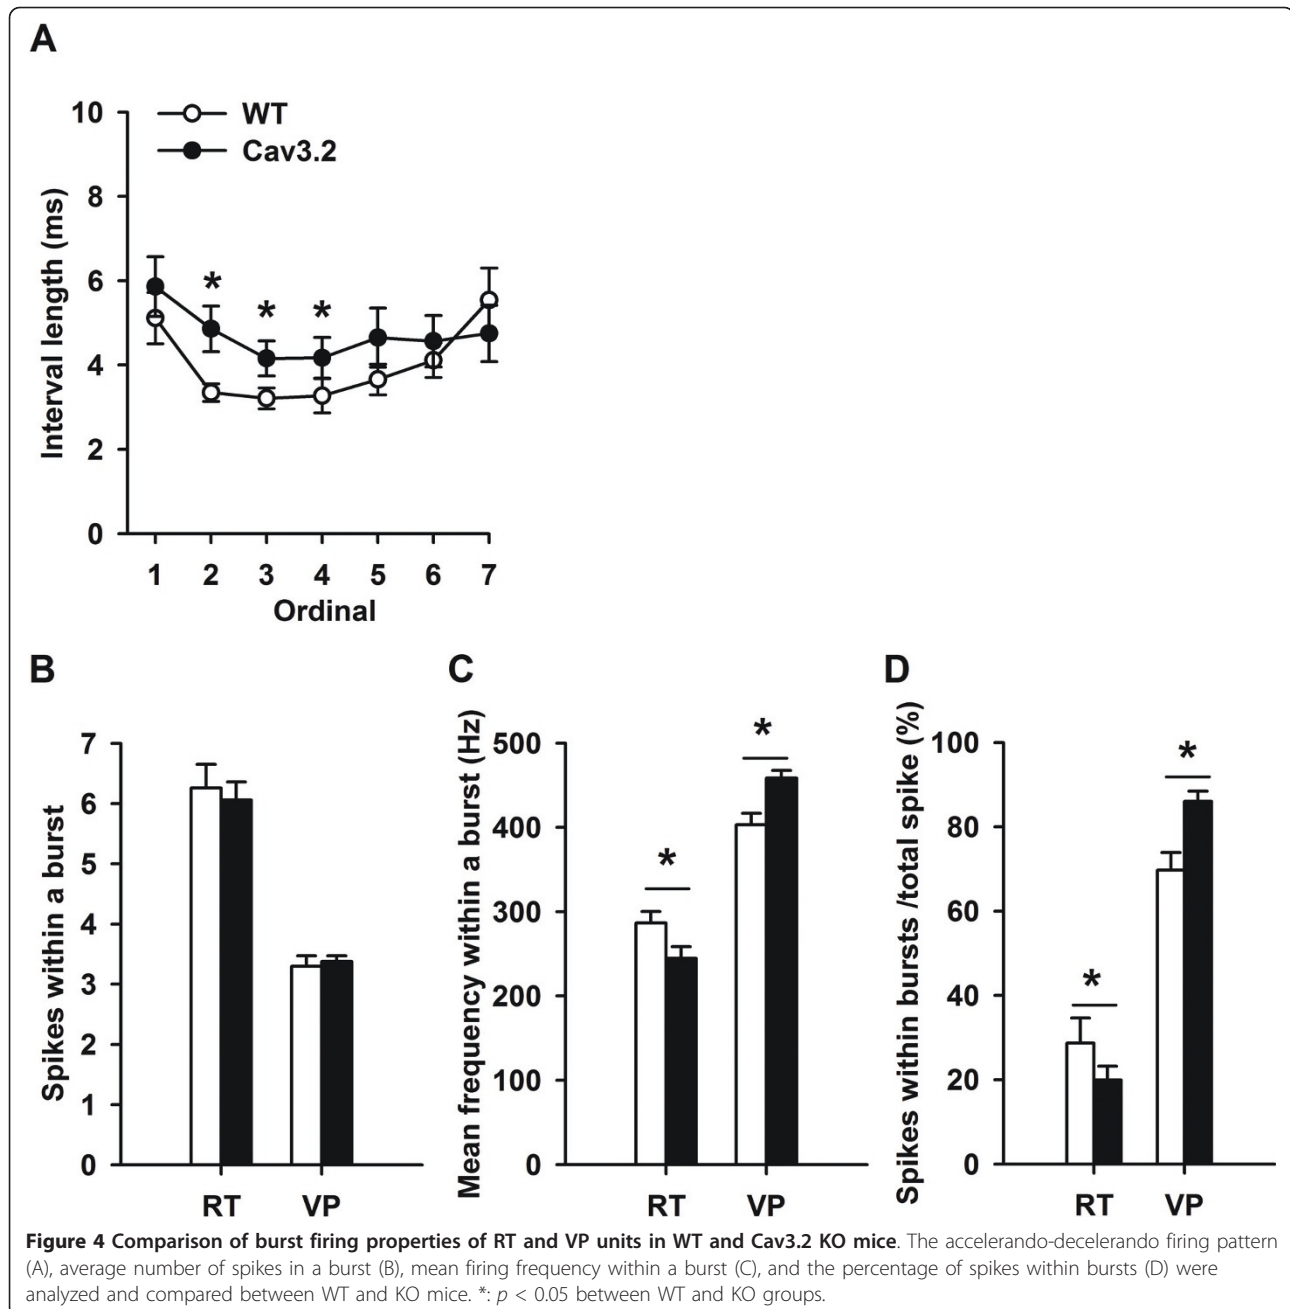 A
10
WT
Cav3.2
8
6
4
2
0
Interval length (ms)
*
*
*
1 2 3 4 5 6 7
Ordinal
B
7
6
5
4
3
2
1
0
Spikes within a burst
RT VP
C
500
400
300
200
100
0
Mean frequency within a burst (Hz)
*
*
RT VP
D
100
80
60
40
20
0
Spikes within bursts /total spike (%)
*
*
RT VP
Figure 4 Comparison of burst firing properties of RT and VP units in WT and Cav3.2 KO mice. The accelerando-decelerando firing pattern
(A), average number of spikes in a burst (B), mean firing frequency within a burst (C), and the percentage of spikes within bursts (D) were
analyzed and compared between WT and KO mice. *: p < 0.05 between WT and KO groups.